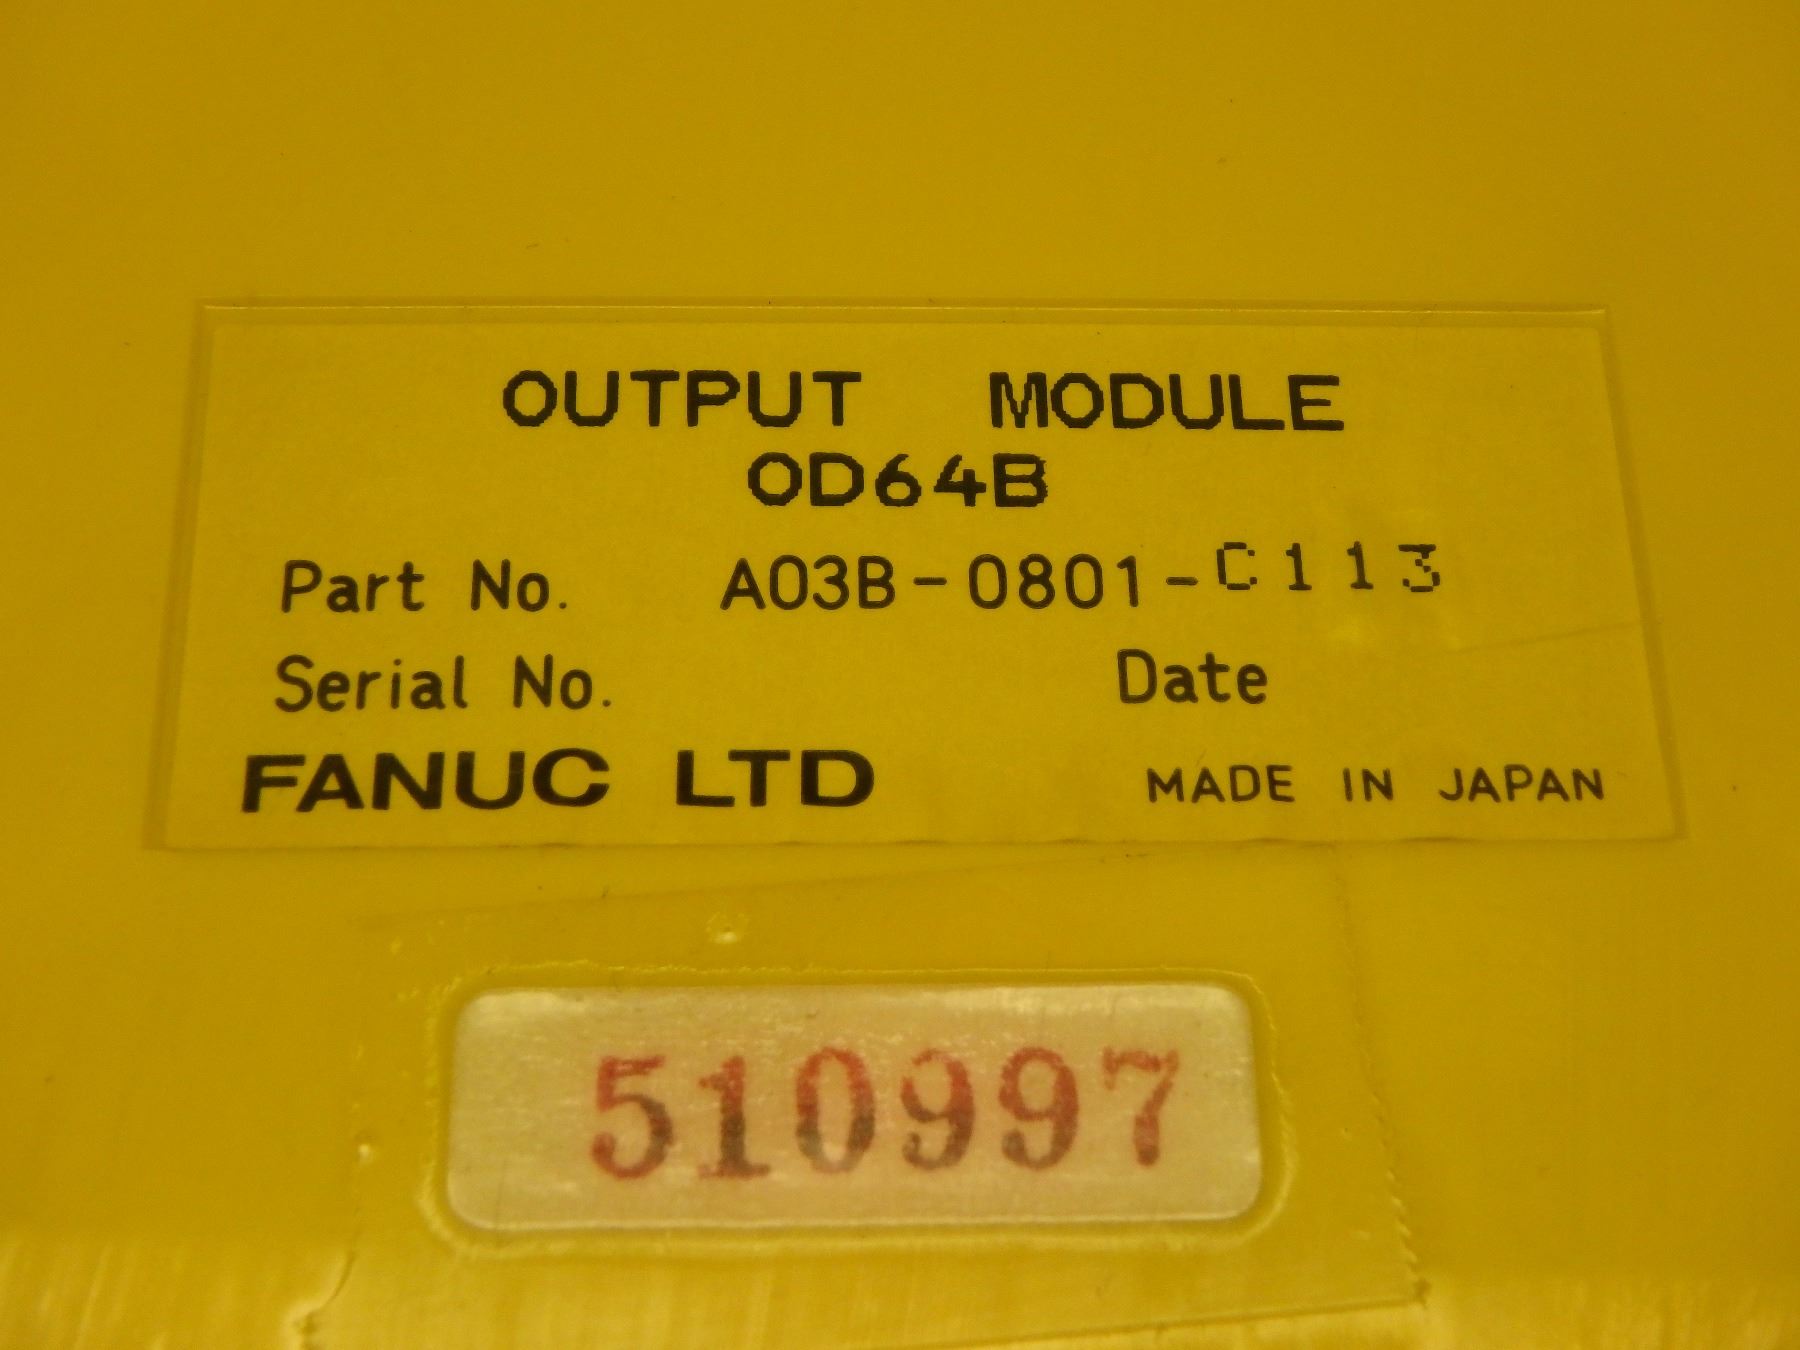 OUTPUT MODULE
OD64B
Part No. A03B-0801-C113
Serial No. Date
FANUC LTD MADE IN JAPAN
510997